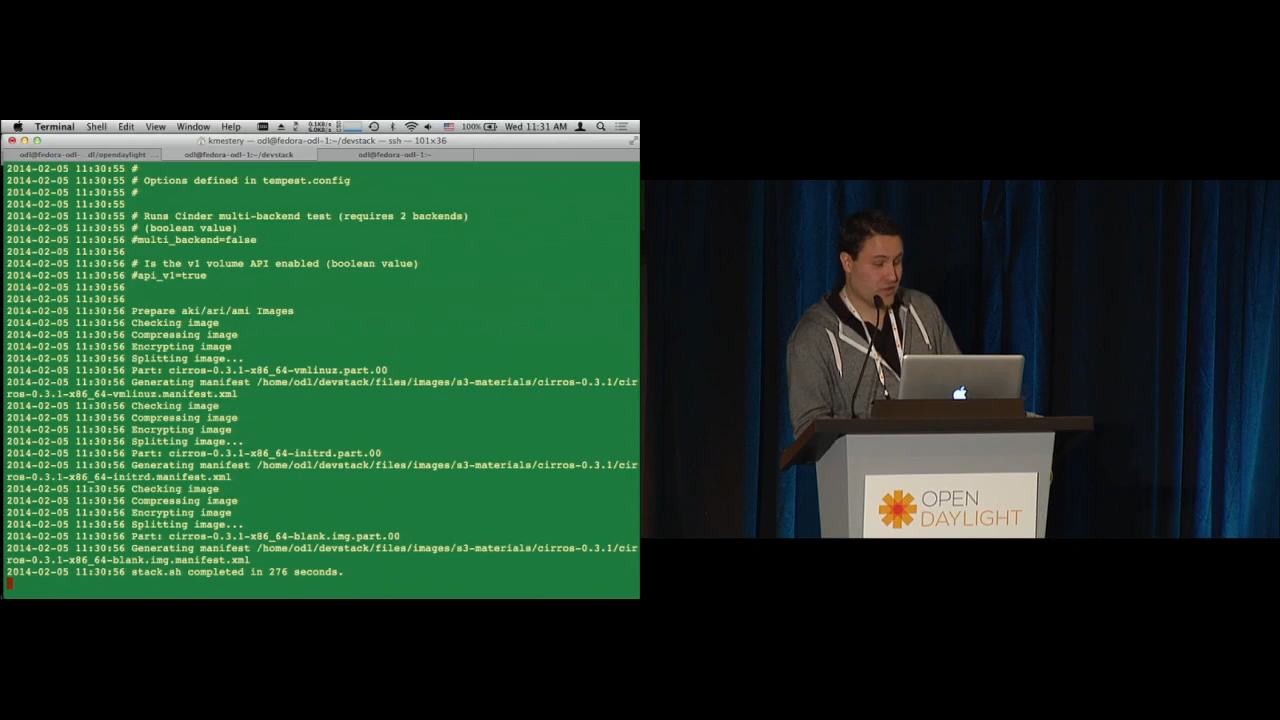 Terminal Shell Edit View Window Help
0.1KB/s
6.0KB/s
100% Wed 11:31 AM
kmestery — odl@fedora-odl-1:~/devstack — ssh — 101×36
odl@fedora-odl-...dl/opendaylight ... odl@fedora-odl-1:~/devstack odl@fedora-odl-1:~
2014-02-05 11:30:55 #
2014-02-05 11:30:55 # Options defined in tempest.config
2014-02-05 11:30:55 #
2014-02-05 11:30:55
2014-02-05 11:30:55 # Runs Cinder multi-backend test (requires 2 backends)
2014-02-05 11:30:55 # (boolean value)
2014-02-05 11:30:56 #multi_backend=false
2014-02-05 11:30:56
2014-02-05 11:30:56 # Is the v1 volume API enabled (boolean value)
2014-02-05 11:30:56 #api_v1=true
2014-02-05 11:30:56
2014-02-05 11:30:56
2014-02-05 11:30:56 Prepare aki/ari/ami Images
2014-02-05 11:30:56 Checking image
2014-02-05 11:30:56 Compressing image
2014-02-05 11:30:56 Encrypting image
2014-02-05 11:30:56 Splitting image...
2014-02-05 11:30:56 Part: cirros-0.3.1-x86_64-vmlinuz.part.00
2014-02-05 11:30:56 Generating manifest /home/odl/devstack/files/images/s3-materials/cirros-0.3.1/cir
ros-0.3.1-x86_64-vmlinuz.manifest.xml
2014-02-05 11:30:56 Checking image
2014-02-05 11:30:56 Compressing image
2014-02-05 11:30:56 Encrypting image
2014-02-05 11:30:56 Splitting image...
2014-02-05 11:30:56 Part: cirros-0.3.1-x86_64-initrd.part.00
2014-02-05 11:30:56 Generating manifest /home/odl/devstack/files/images/s3-materials/cirros-0.3.1/cir
ros-0.3.1-x86_64-initrd.manifest.xml
2014-02-05 11:30:56 Checking image
2014-02-05 11:30:56 Compressing image
2014-02-05 11:30:56 Encrypting image
2014-02-05 11:30:56 Splitting image...
2014-02-05 11:30:56 Part: cirros-0.3.1-x86_64-blank.img.part.00
2014-02-05 11:30:56 Generating manifest /home/odl/devstack/files/images/s3-materials/cirros-0.3.1/cir
ros-0.3.1-x86_64-blank.img.manifest.xml
2014-02-05 11:30:56 stack.sh completed in 276 seconds.
OPEN
DAYLIGHT